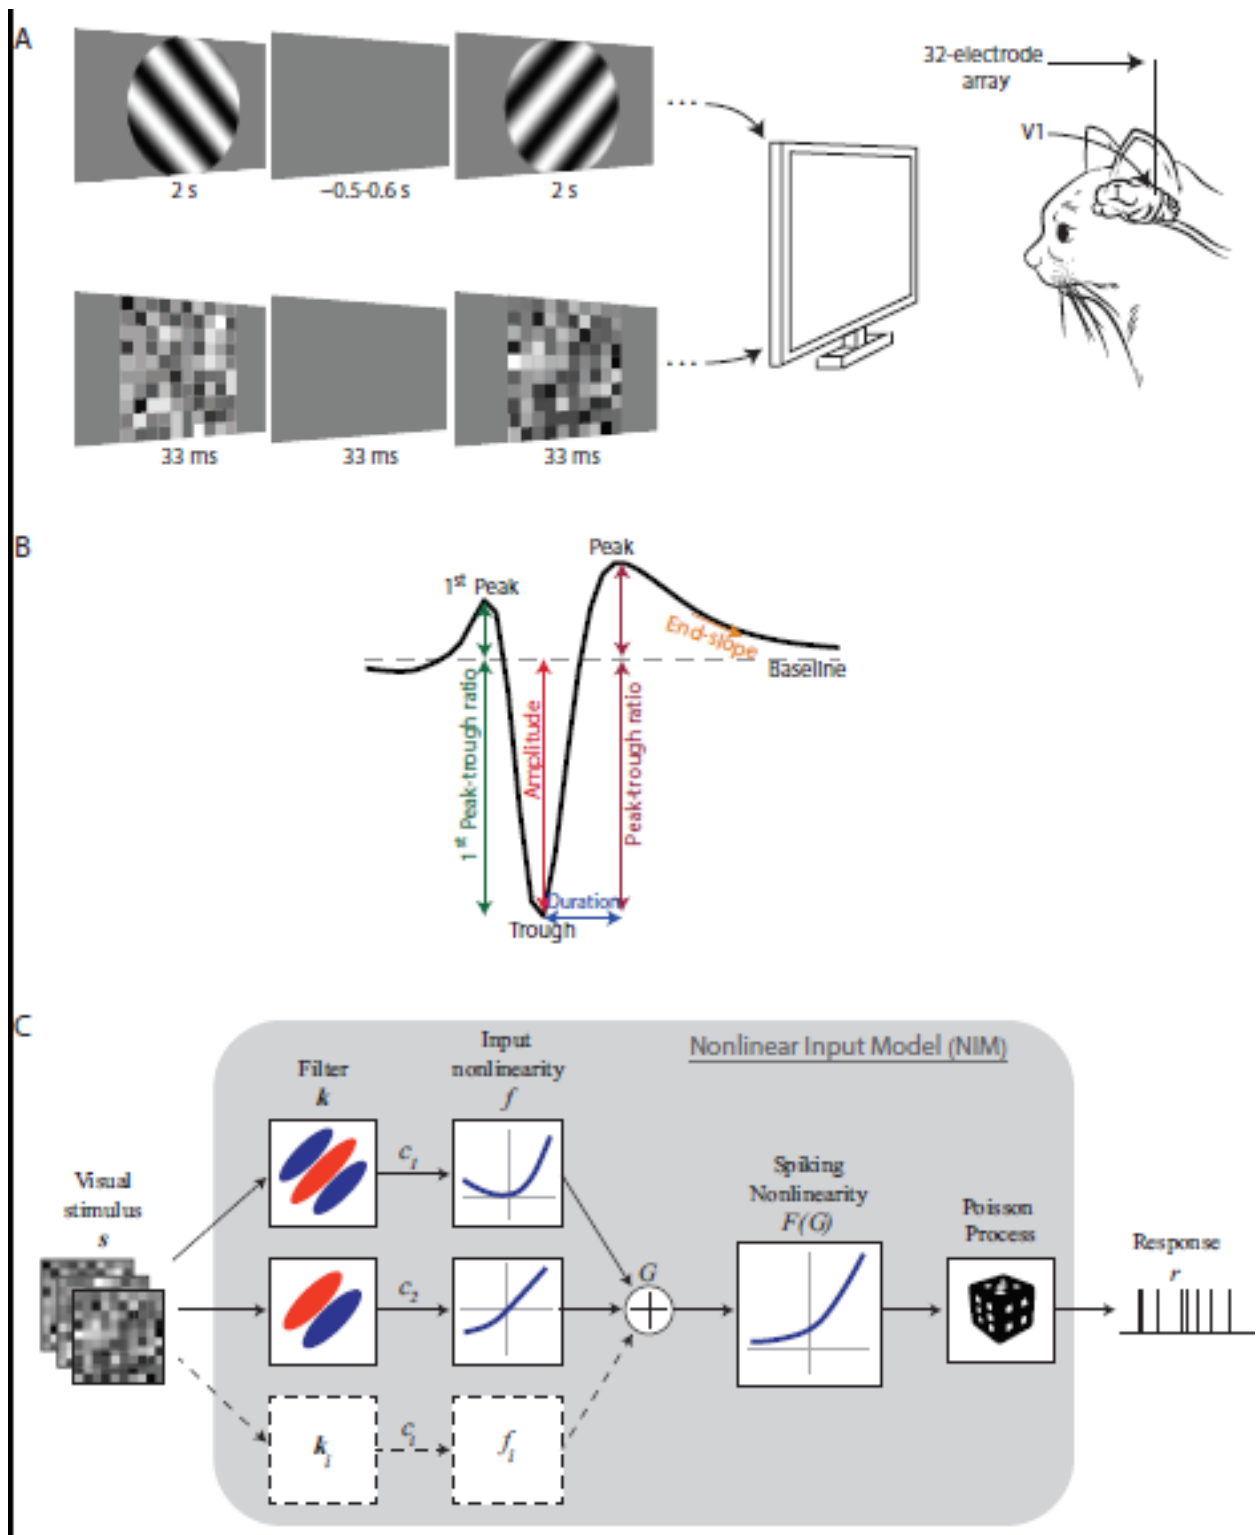 A
32-electrode
array
V1
2 s
~0.5-0.6 s
2 s
...
...
33 ms
33 ms
33 ms
B
Peak
1st Peak
End-slope
Baseline
1st Peak-trough ratio
Amplitude
Peak-trough ratio
Duration
Trough
C
Nonlinear Input Model (NIM)
Input
nonlinearity
f
Filter
k
Visual
stimulus
s
c1
c2
ci
ki
fi
G
Spiking
Nonlinearity
F(G)
Poisson
Process
Response
r